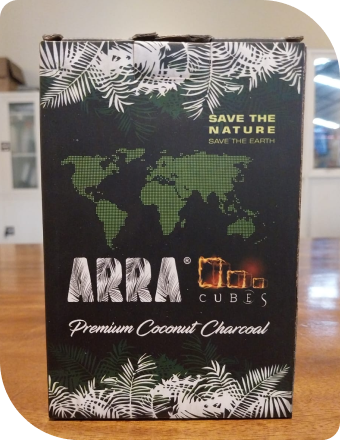 SAVE THE
NATURE
SAVE THE EARTH
ARRA®
CUBES
Premium Coconut Charcoal